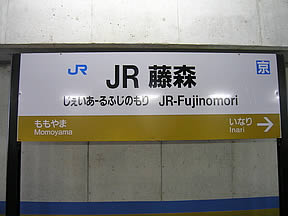 JR
京
JR 藤森
じぇいあーるふじのもり JR-Fujinomori
ももやま いなり
Momoyama Inari